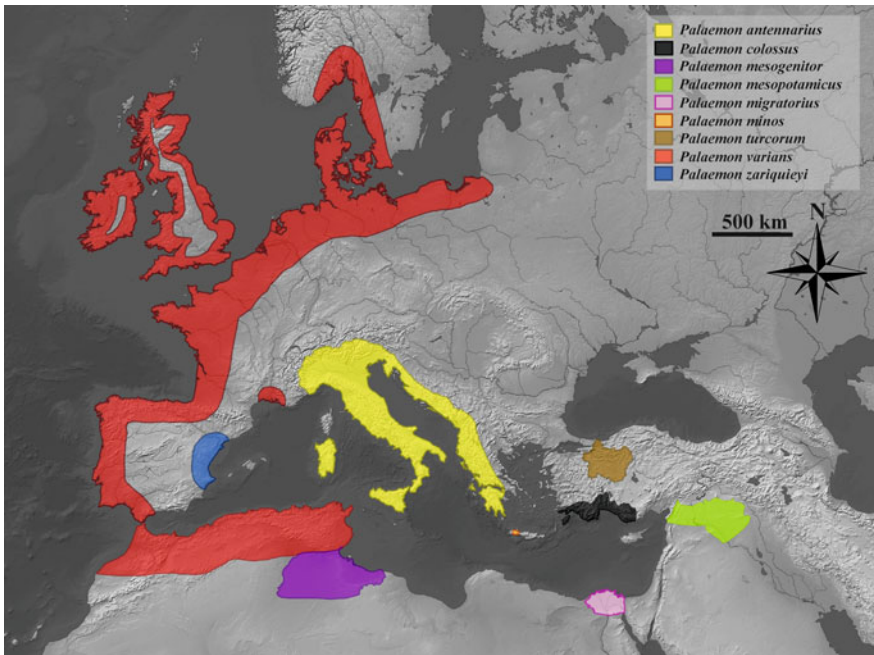 Palaemon antennarius
Palaemon colossus
Palaemon mesogenitor
Palaemon mesopotamicus
Palaemon migratorius
Palaemon minos
Palaemon turcorum
Palaemon varians
Palaemon zariquieyi
500 km
N